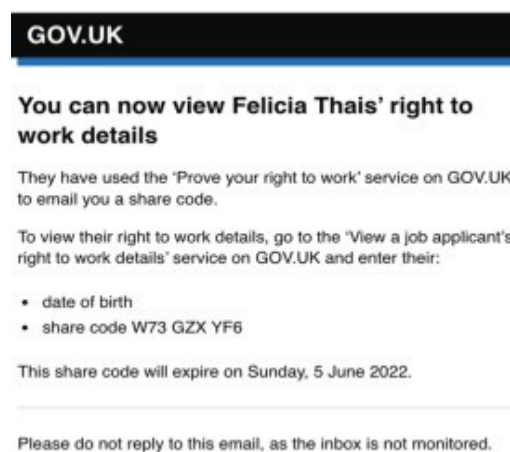 GOV.UK
You can now view Felicia Thais' right to
work details
They have used the 'Prove your right to work' service on GOV.UK
to email you a share code.
To view their right to work details, go to the 'View a job applicant's
right to work details' service on GOV.UK and enter their:
• date of birth
• share code W73 GZX YF6
This share code will expire on Sunday, 5 June 2022.
Please do not reply to this email, as the inbox is not monitored.